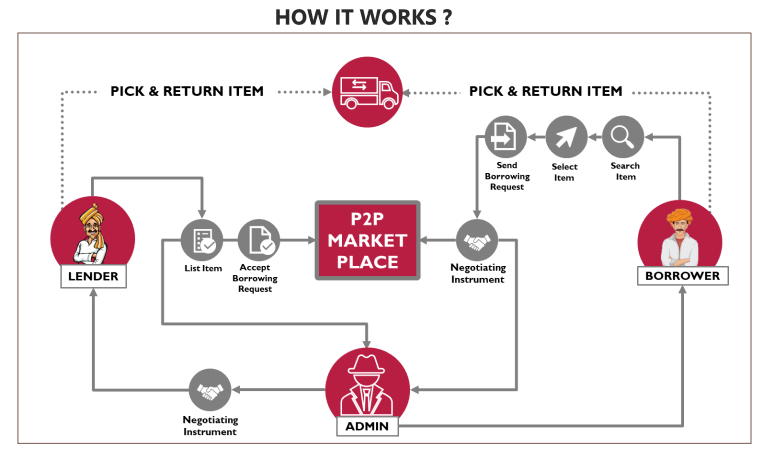 HOW IT WORKS ?
PICK & RETURN ITEM
PICK & RETURN ITEM
Send
Borrowing
Request
Select
Item
Search
Item
P2P
MARKET
PLACE
LENDER
List Item
Accept
Borrowing
Request
Negotiating
Instrument
BORROWER
Negotiating
Instrument
ADMIN